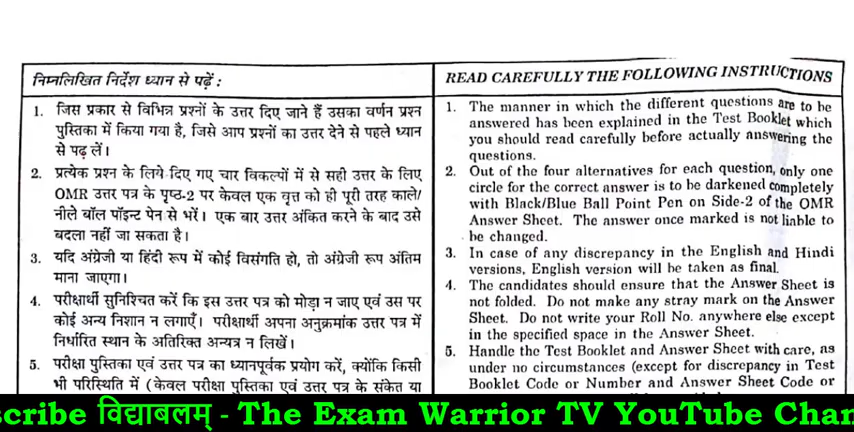 निम्नलिखित निर्देश ध्यान से पढ़ें :
1. जिस प्रकार से विभिन्न प्रश्नों के उत्तर दिए जाने हैं उसका वर्णन प्रश्न
पुस्तिका में किया गया है, जिसे आप प्रश्नों का उत्तर देने से पहले ध्यान
से पढ़ लें।
2. प्रत्येक प्रश्न के लिये दिए गए चार विकल्पों में से सही उत्तर के लिए
OMR उत्तर पत्र के पृष्ठ-2 पर केवल एक वृत्त को ही पूरी तरह काले/
नीले बॉल पॉइन्ट पेन से भरें। एक बार उत्तर अंकित करने के बाद उसे
बदला नहीं जा सकता है।
3. यदि अंग्रेजी या हिंदी रूप में कोई विसंगति हो, तो अंग्रेजी रूप अंतिम
माना जाएगा।
4. परीक्षार्थी सुनिश्चित करें कि इस उत्तर पत्र को मोड़ा न जाए एवं उस पर
कोई अन्य निशान न लगाएँ। परीक्षार्थी अपना अनुक्रमांक उत्तर पत्र में
निर्धारित स्थान के अतिरिक्त अन्यत्र न लिखें।
5. परीक्षा पुस्तिका एवं उत्तर पत्र का ध्यानपूर्वक प्रयोग करें, क्योंकि किसी
भी परिस्थिति में (केवल परीक्षा पुस्तिका एवं उत्तर पत्र के संकेत या
READ CAREFULLY THE FOLLOWING INSTRUCTIONS
1. The manner in which the different questions are to be
answered has been explained in the Test Booklet which
you should read carefully before actually answering the
questions.
2. Out of the four alternatives for each question, only one
circle for the correct answer is to be darkened completely
with Black/Blue Ball Point Pen on Side-2 of the OMR
Answer Sheet. The answer once marked is not liable to
be changed.
3. In case of any discrepancy in the English and Hindi
versions, English version will be taken as final.
4. The candidates should ensure that the Answer Sheet is
not folded. Do not make any stray mark on the Answer
Sheet. Do not write your Roll No. anywhere else except
in the specified space in the Answer Sheet.
5. Handle the Test Booklet and Answer Sheet with care, as
under no circumstances (except for discrepancy in Test
Booklet Code or Number and Answer Sheet Code or
scribe विद्याबलम् - The Exam Warrior TV YouTube Chan